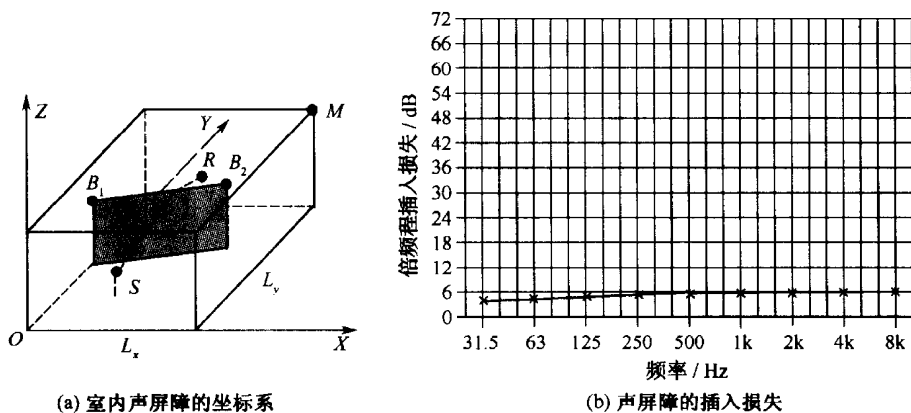 Z
Y
M
R
B₂
B₁
S
L_y
O
L_x
X
(a) 室内声屏障的坐标系
倍频程插入损失 / dB
72
66
60
54
48
42
36
30
24
18
12
6
0
31.5 63 125 250 500 1k 2k 4k 8k
频率 / Hz
(b) 声屏障的插入损失